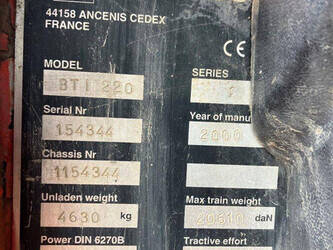 44158 ANCENIS CEDEX
FRANCE
CE
MODEL
SERIES
BT I 220
Serial Nr
Year of manu
154344
2000
Chassis Nr
1154344
Unladen weight
Max train weight
4630 kg
daN
Power DIN 6270B
Tractive effort